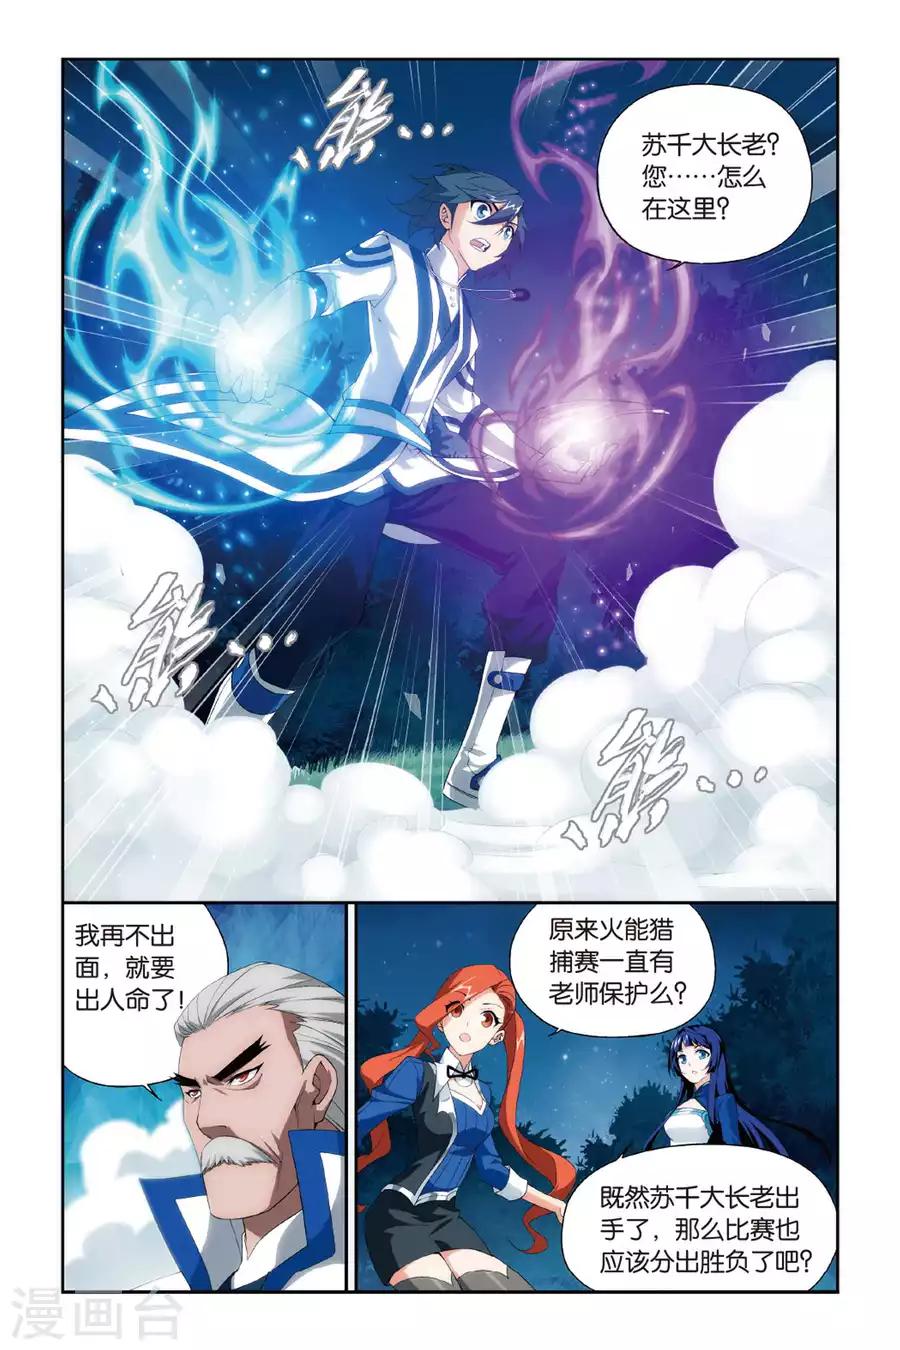 熊…
苏千大长老？
您……怎么
在这里？
熊…
熊…
我再不出
面，就要
出人命了！
原来火能猎
捕赛一直有
老师保护么？
既然苏千大长老出
手了，那么比赛也
应该分出胜负了吧？
漫画台